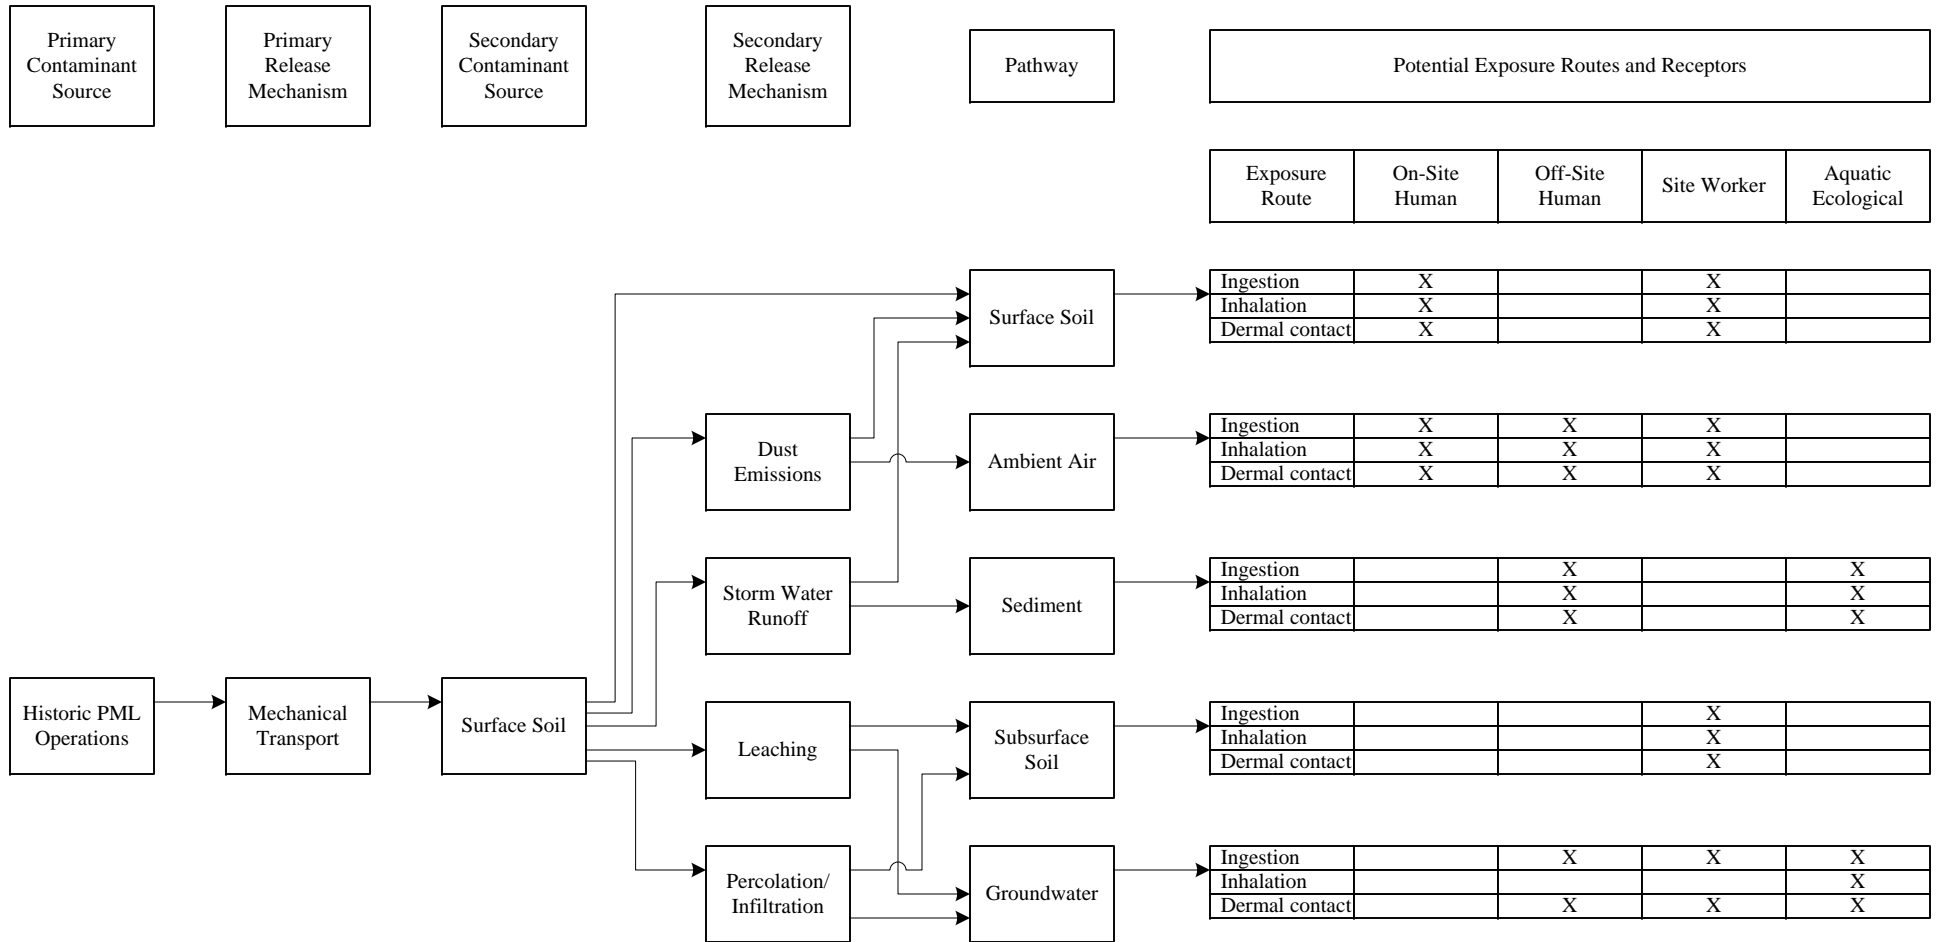 Primary
Contaminant
Source
Primary
Release
Mechanism
Secondary
Contaminant
Source
Secondary
Release
Mechanism
Pathway
Potential Exposure Routes and Receptors
Exposure
Route
On-Site
Human
Off-Site
Human
Site Worker
Aquatic
Ecological
Surface Soil
Ingestion X X
Inhalation X X
Dermal contact X X
Dust
Emissions
Ambient Air
Ingestion X X X
Inhalation X X X
Dermal contact X X X
Storm Water
Runoff
Sediment
Ingestion X X
Inhalation X X
Dermal contact X X
Historic PML
Operations
Mechanical
Transport
Surface Soil
Leaching
Subsurface
Soil
Ingestion X
Inhalation X
Dermal contact X
Percolation/
Infiltration
Groundwater
Ingestion X X X
Inhalation X
Dermal contact X X X